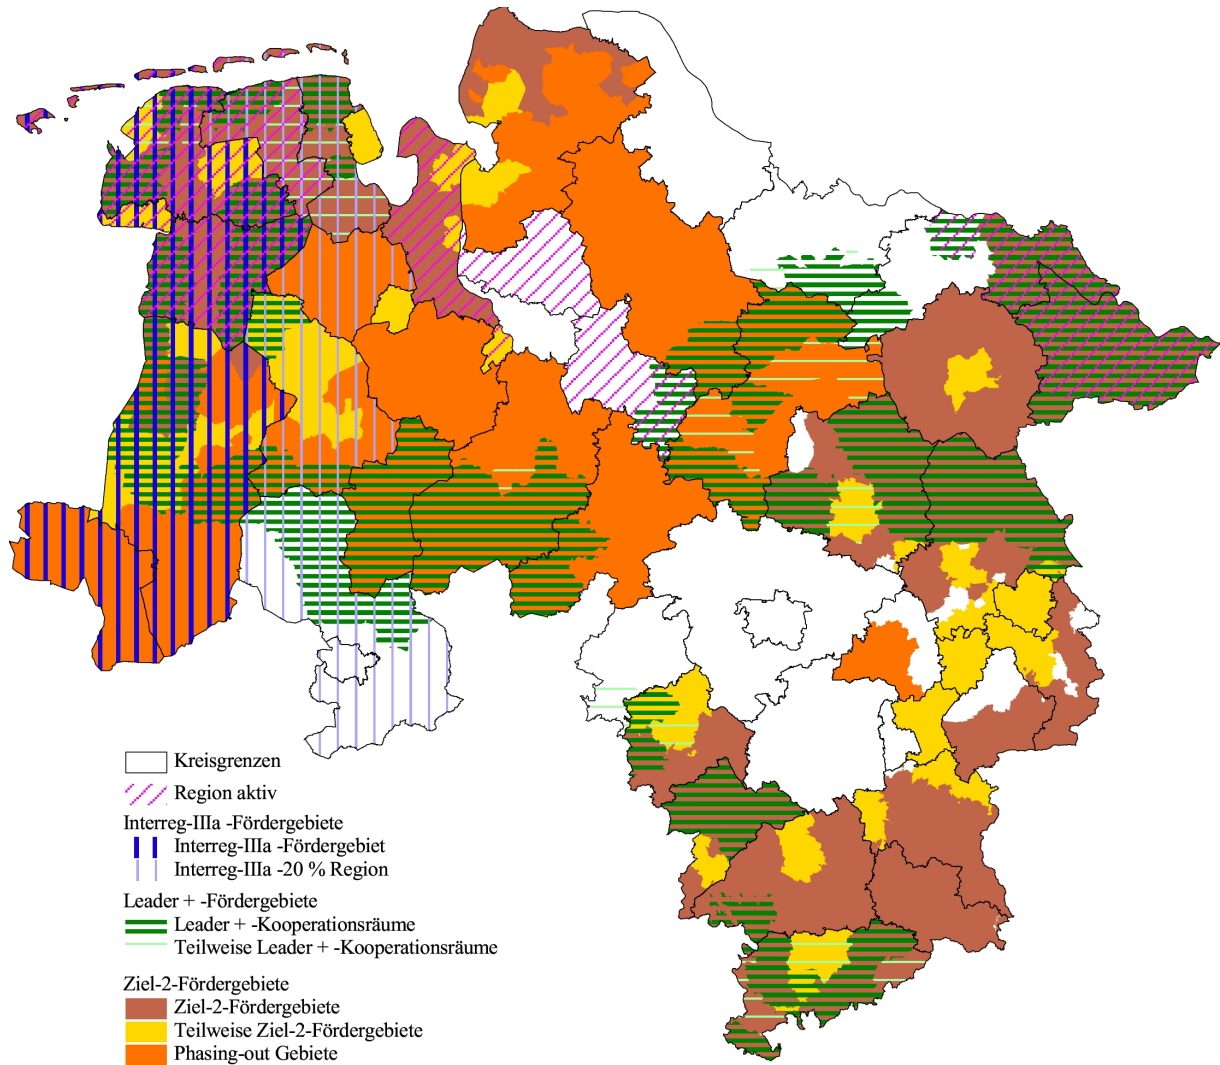 Kreisgrenzen
Region aktiv
Interreg-IIIa -Fördergebiete
Interreg-IIIa -Fördergebiet
Interreg-IIIa -20 % Region
Leader + -Fördergebiete
Leader + -Kooperationsräume
Teilweise Leader + -Kooperationsräume
Ziel-2-Fördergebiete
Ziel-2-Fördergebiete
Teilweise Ziel-2-Fördergebiete
Phasing-out Gebiete